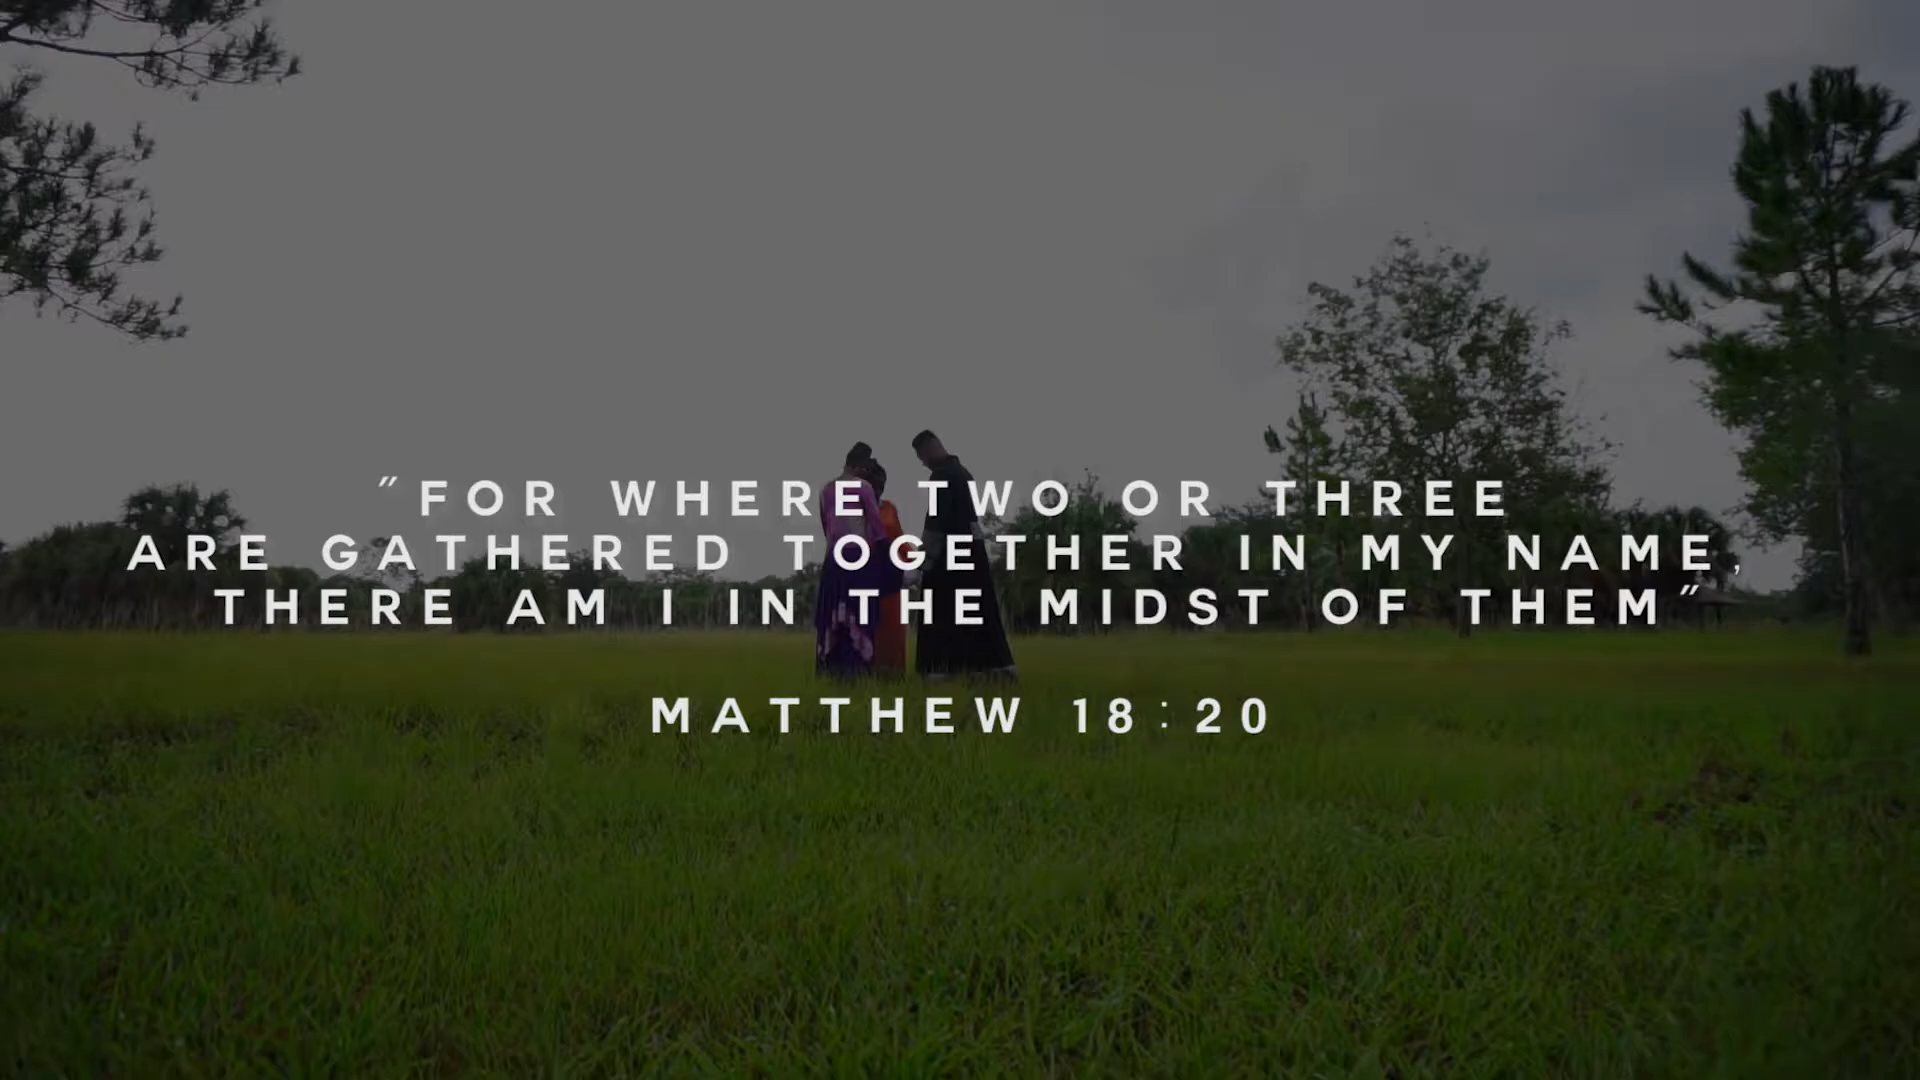 "FOR WHERE TWO OR THREE
ARE GATHERED TOGETHER IN MY NAME,
THERE AM I IN THE MIDST OF THEM"
MATTHEW 18:20